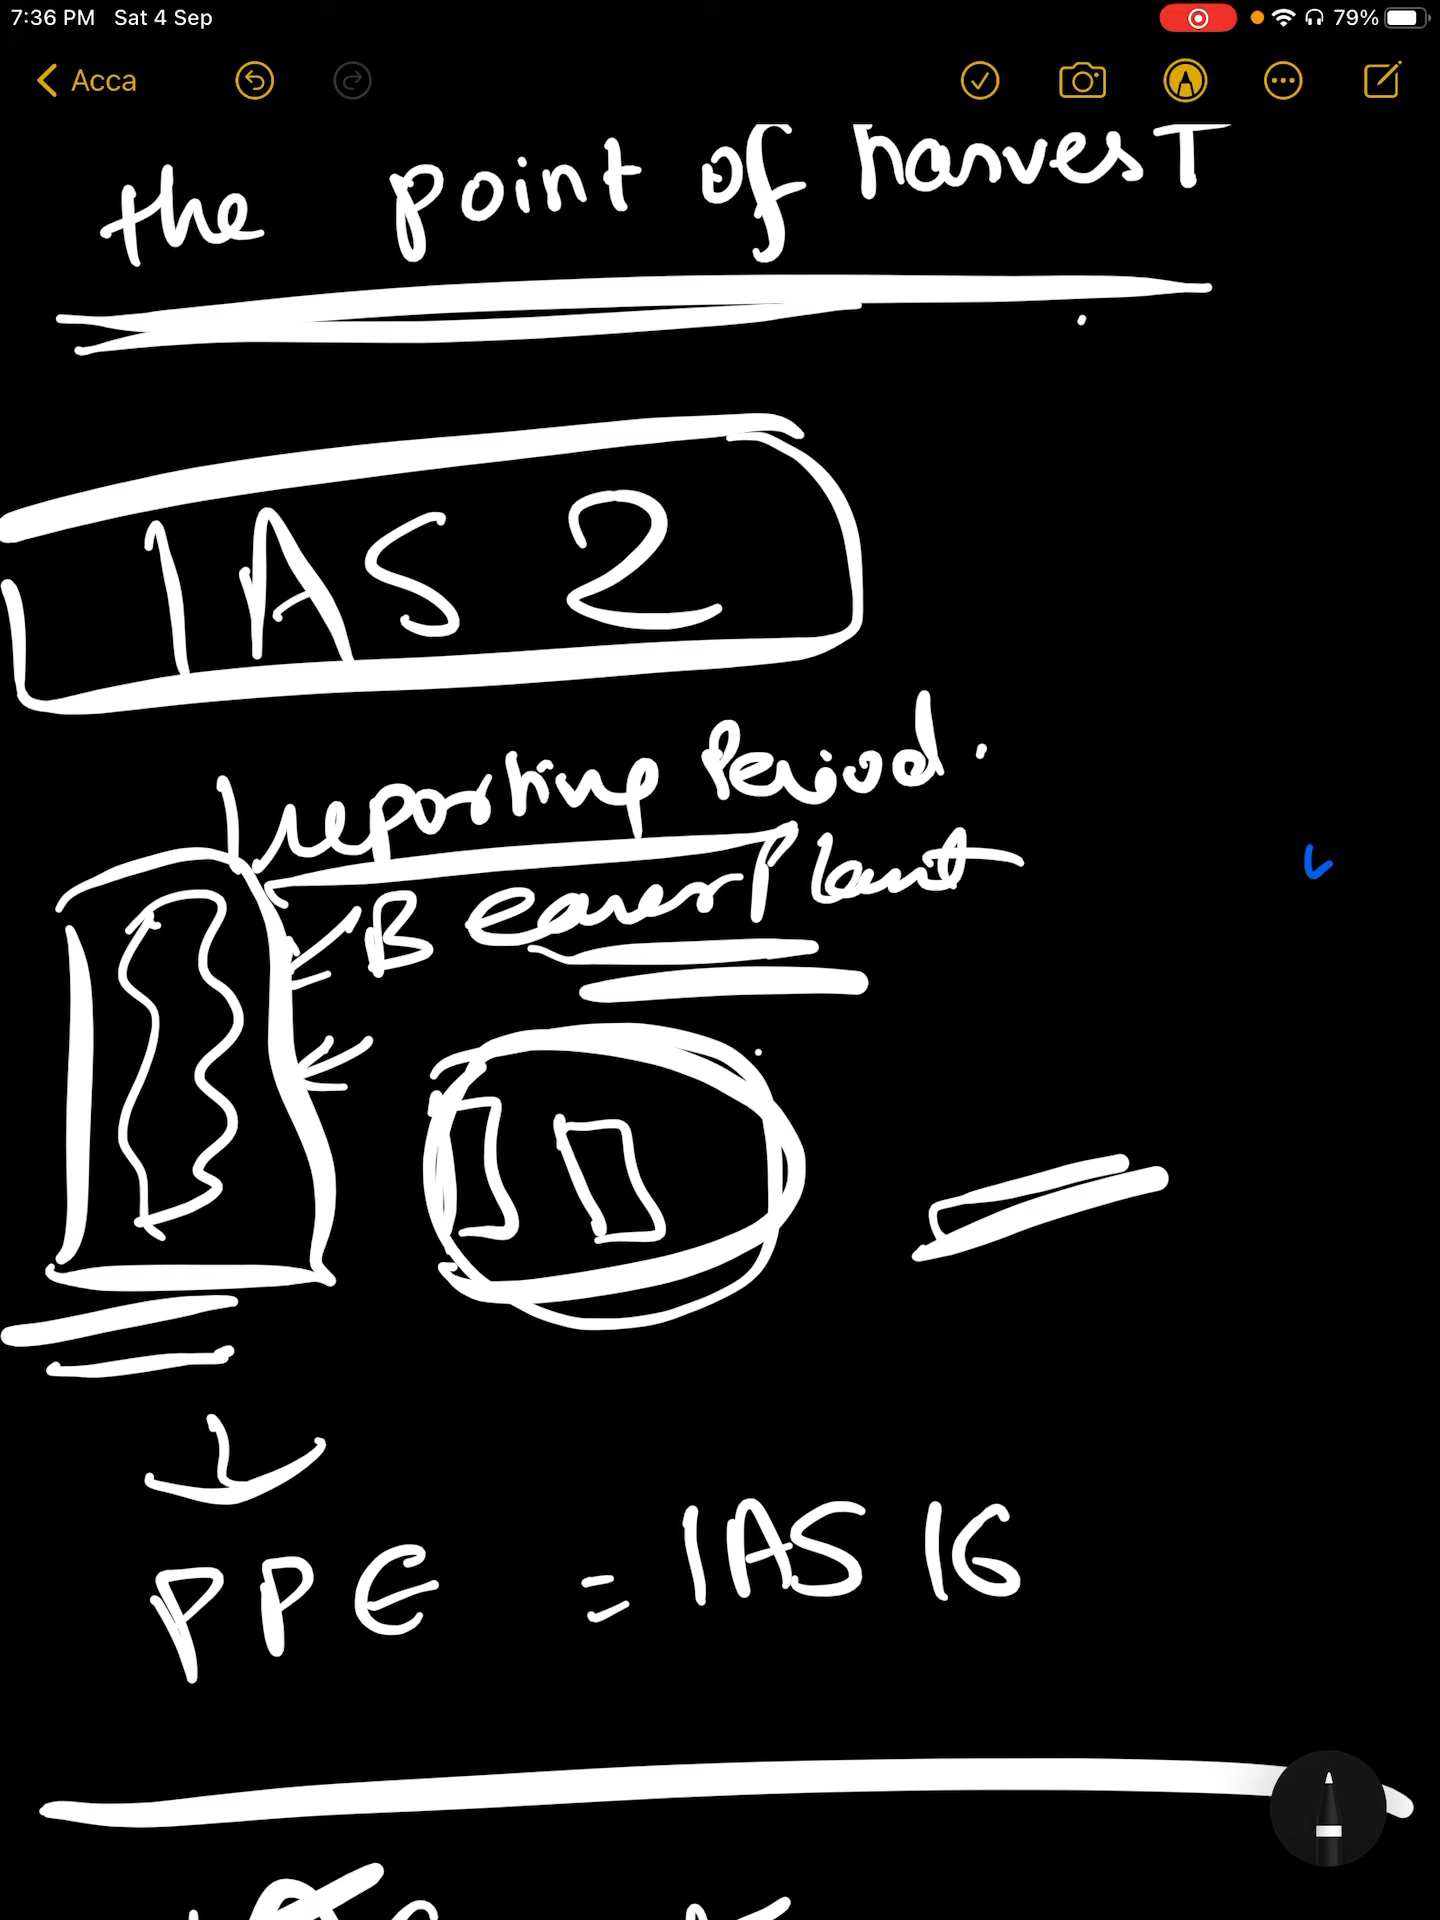 7:36 PM Sat 4 Sep 79%
Acca
the point of harvesT
IAS 2
reporting Period.
Bearer Plant
PPE = IAS 16